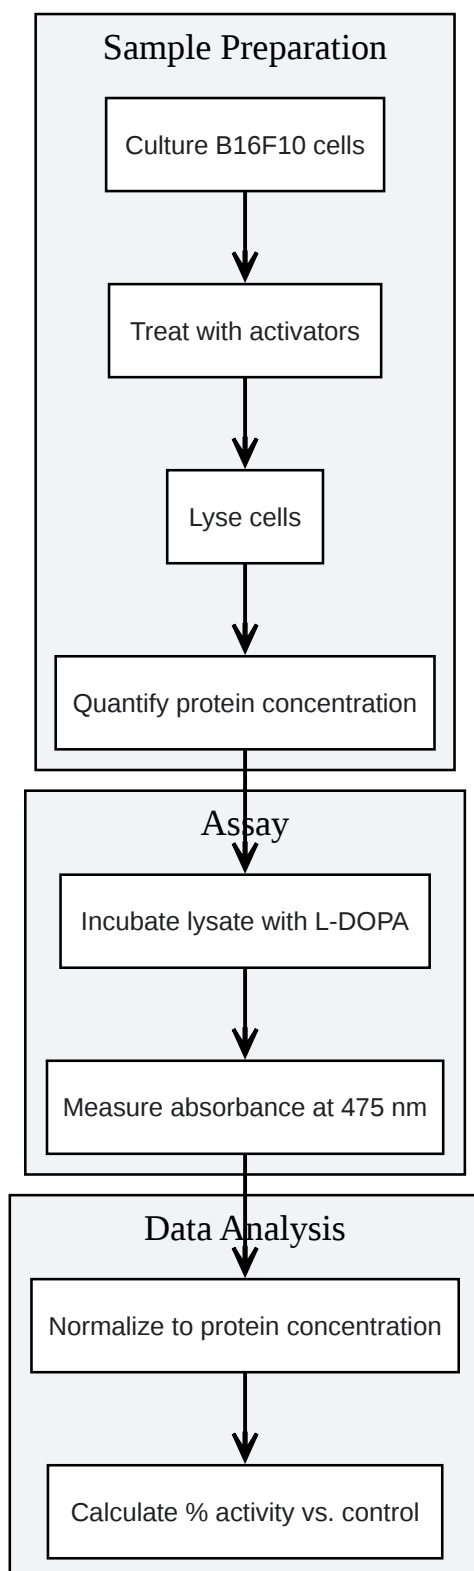 Sample Preparation
Culture B16F10 cells
Treat with activators
Lyse cells
Quantify protein concentration
Assay
Incubate lysate with L-DOPA
Measure absorbance at 475 nm
Data Analysis
Normalize to protein concentration
Calculate % activity vs. control